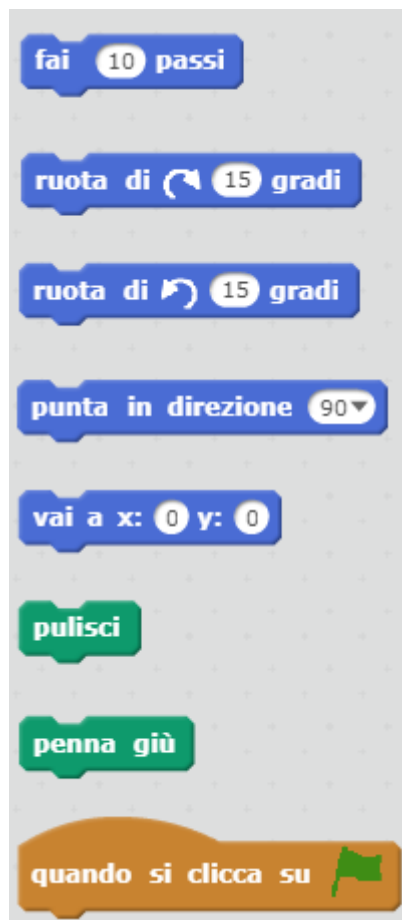 fai 10 passi
ruota di 15 gradi
ruota di 15 gradi
punta in direzione 90
vai a x: 0 y: 0
pulisci
penna giù
quando si clicca su